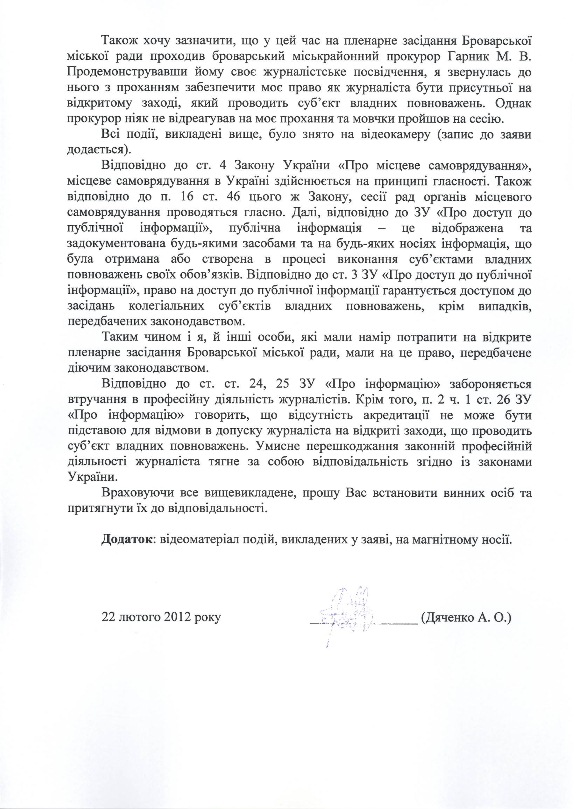 Також хочу зазначити, що у цей час на пленарне засідання Броварської
міської ради проходив броварський міськрайонний прокурор Гарник М. В.
Продемонструвавши йому своє журналістське посвідчення, я звернулась до
нього з проханням забезпечити моє право як журналіста бути присутньої на
відкритому заході, який проводить суб’єкт владних повноважень. Однак
прокурор ніяк не відреагував на моє прохання та мовчки пройшов на сесію.
Всі події, викладені вище, було знято на відеокамеру (запис до заяви
додається).
Відповідно до ст. 4 Закону України «Про місцеве самоврядування»,
місцеве самоврядування в Україні здійснюється на принципі гласності. Також
відповідно до п. 16 ст. 46 цього ж Закону, сесії рад органів місцевого
самоврядування проводяться гласно. Далі, відповідно до ЗУ «Про доступ до
публічної інформації», публічна інформація – це відображена та
задокументована будь-якими засобами та на будь-яких носіях інформація, що
була отримана або створена в процесі виконання суб’єктами владних
повноважень своїх обов’язків. Відповідно до ст. 3 ЗУ «Про доступ до публічної
інформації», право на доступ до публічної інформації гарантується доступом до
засідань колегіальних суб’єктів владних повноважень, крім випадків,
передбачених законодавством.
Таким чином і я, й інші особи, які мали намір потрапити на відкрите
пленарне засідання Броварської міської ради, мали на це право, передбачене
діючим законодавством.
Відповідно до ст. ст. 24, 25 ЗУ «Про інформацію» забороняється
втручання в професійну діяльність журналістів. Крім того, п. 2 ч. 1 ст. 26 ЗУ
«Про інформацію» говорить, що відсутність акредитації не може бути
підставою для відмови в допуску журналіста на відкриті заходи, що проводить
суб’єкт владних повноважень. Умисне перешкоджання законній професійній
діяльності журналіста тягне за собою відповідальність згідно із законами
України.
Враховуючи все вищевикладене, прошу Вас встановити винних осіб та
притягнути їх до відповідальності.
Додаток: відеоматеріал подій, викладених у заяві, на магнітному носії.
22 лютого 2012 року (Дяченко А. О.)